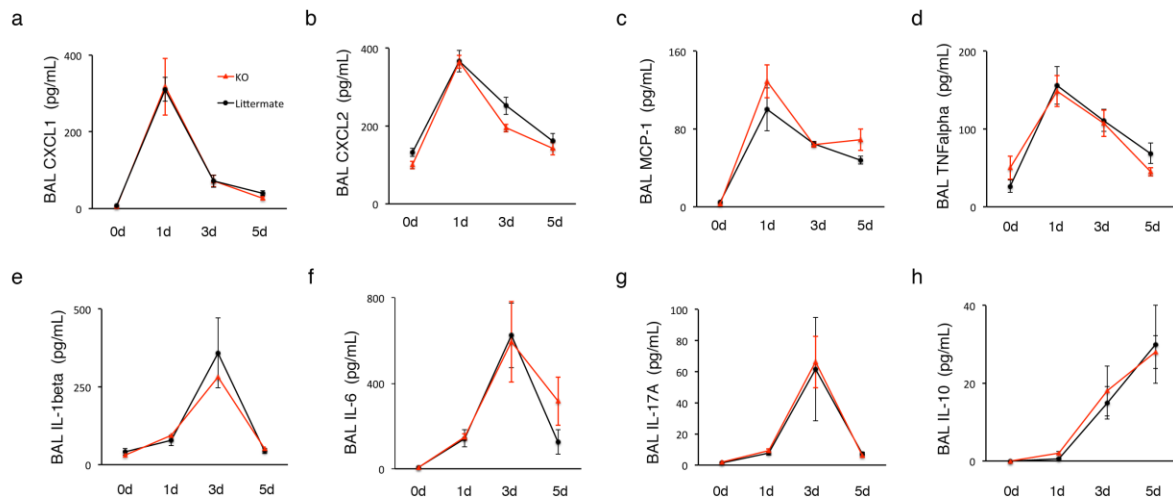 a
BAL CXCL1 (pg/mL)
400
200
0
0d 1d 3d 5d
KO
Littermate
b
BAL CXCL2 (pg/mL)
400
200
0
0d 1d 3d 5d
c
BAL MCP-1 (pg/mL)
160
80
0
0d 1d 3d 5d
d
BAL TNFalpha (pg/mL)
200
100
0
0d 1d 3d 5d
e
BAL IL-1beta (pg/mL)
500
250
0
0d 1d 3d 5d
f
BAL IL-6 (pg/mL)
800
400
0
0d 1d 3d 5d
g
BAL IL-17A (pg/mL)
100
80
60
40
20
0
0d 1d 3d 5d
h
BAL IL-10 (pg/mL)
40
20
0
0d 1d 3d 5d